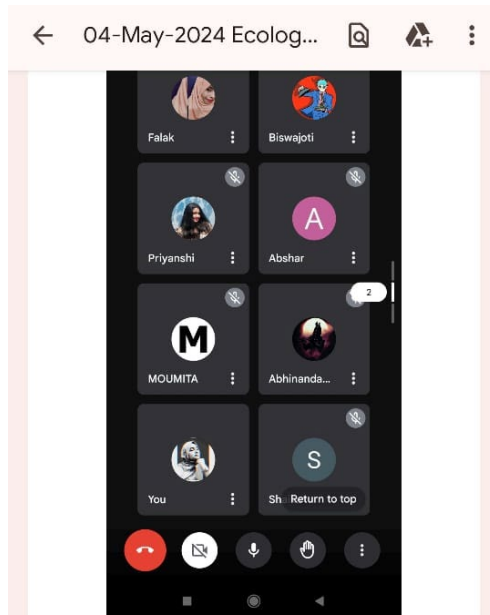 04-May-2024 Ecolog...
Falak
Biswajoti
Priyanshi
A
Abshar
2
M
MOUMITA
Abhinanda...
You
S
Sh
Return to top